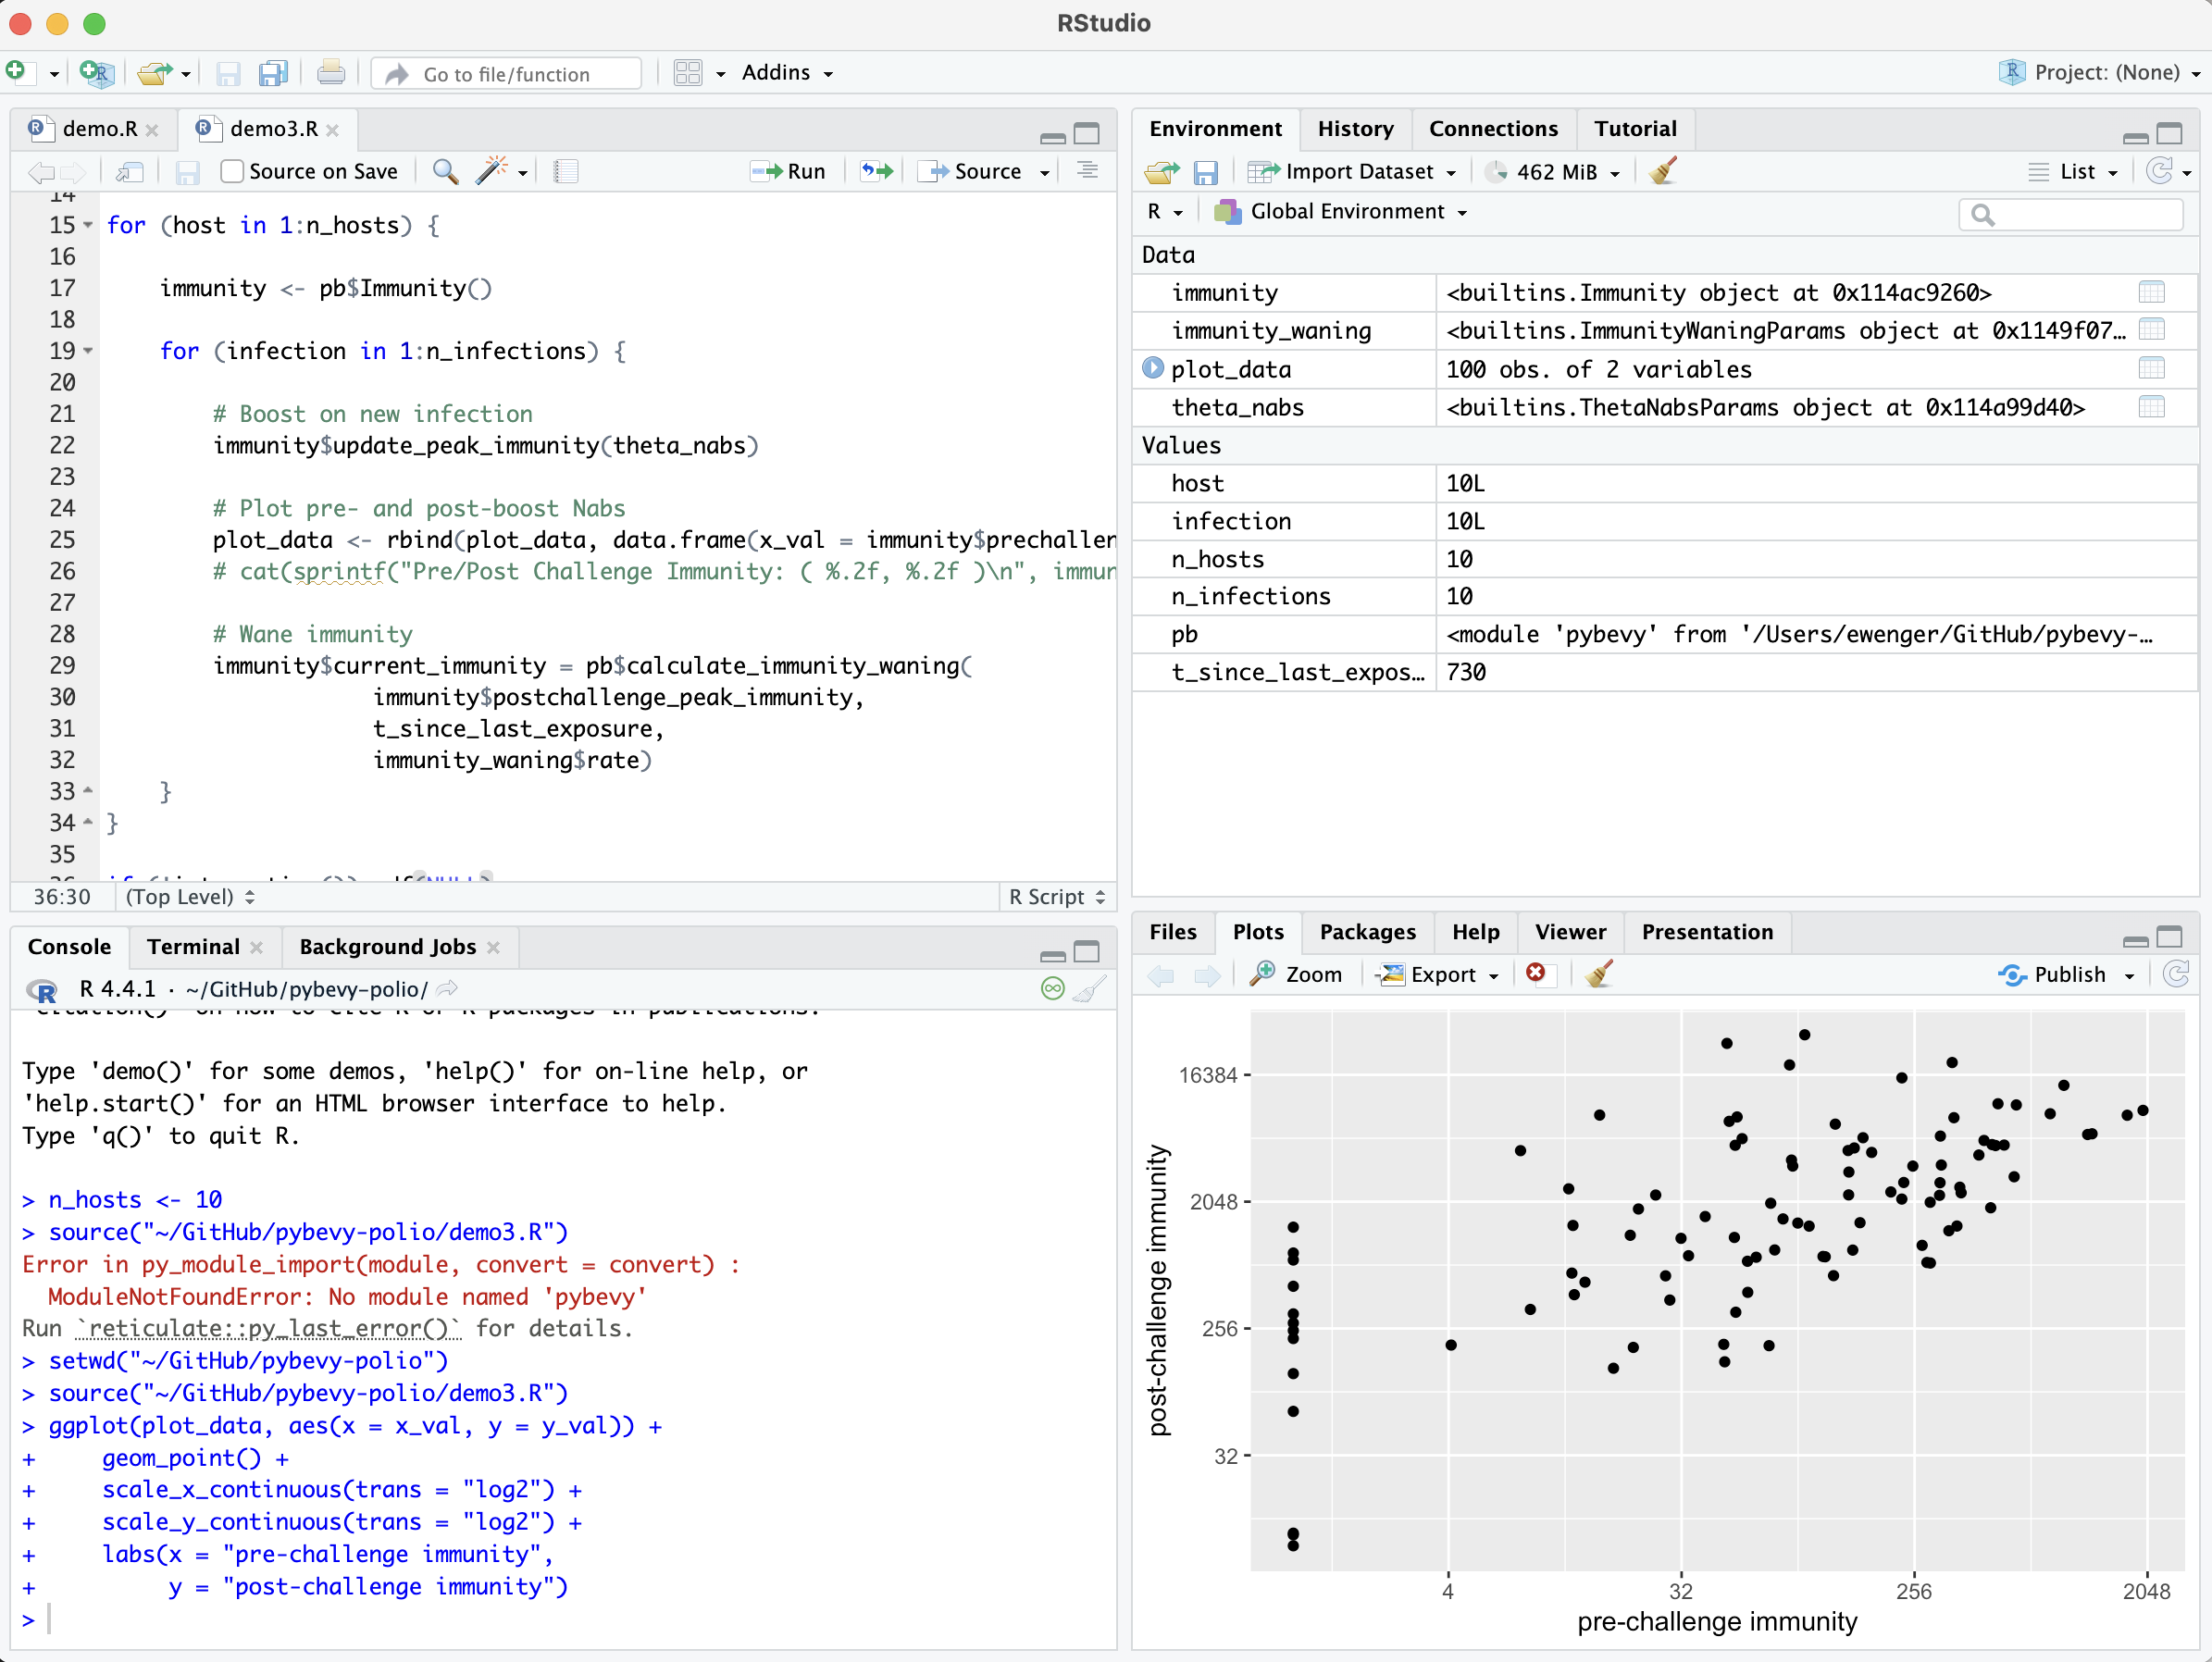 RStudio
Go to file/function
Addins
Project: (None)
demo.R
demo3.R
Source on Save
Run
Source
14
15 for (host in 1:n_hosts) {
16
17 immunity <- pb$Immunity()
18
19 for (infection in 1:n_infections) {
20
21 # Boost on new infection
22 immunity$update_peak_immunity(theta_nabs)
23
24 # Plot pre- and post-boost Nabs
25 plot_data <- rbind(plot_data, data.frame(x_val = immunity$prechallen
26 # cat(sprintf("Pre/Post Challenge Immunity: ( %.2f, %.2f )\n", immun
27
28 # Wane immunity
29 immunity$current_immunity = pb$calculate_immunity_waning(
30 immunity$postchallenge_peak_immunity,
31 t_since_last_exposure,
32 immunity_waning$rate)
33 }
34 }
35
36:30 (Top Level) R Script
Console Terminal Background Jobs
R 4.4.1 · ~/GitHub/pybevy-polio/
'citation()' on how to cite R or R packages in publications.
Type 'demo()' for some demos, 'help()' for on-line help, or
'help.start()' for an HTML browser interface to help.
Type 'q()' to quit R.
> n_hosts <- 10
> source("~/GitHub/pybevy-polio/demo3.R")
Error in py_module_import(module, convert = convert) :
ModuleNotFoundError: No module named 'pybevy'
Run `reticulate::py_last_error()` for details.
> setwd("~/GitHub/pybevy-polio")
> source("~/GitHub/pybevy-polio/demo3.R")
> ggplot(plot_data, aes(x = x_val, y = y_val)) +
+ geom_point() +
+ scale_x_continuous(trans = "log2") +
+ scale_y_continuous(trans = "log2") +
+ labs(x = "pre-challenge immunity",
+ y = "post-challenge immunity")
>
Environment History Connections Tutorial
Import Dataset 462 MiB List
R Global Environment
Data
immunity <builtins.Immunity object at 0x114ac9260>
immunity_waning <builtins.ImmunityWaningParams object at 0x1149f07…
plot_data 100 obs. of 2 variables
theta_nabs <builtins.ThetaNabsParams object at 0x114a99d40>
Values
host 10L
infection 10L
n_hosts 10
n_infections 10
pb <module 'pybevy' from '/Users/ewenger/GitHub/pybevy-…
t_since_last_expos… 730
Files Plots Packages Help Viewer Presentation
Zoom Export Publish
post-challenge immunity
16384
2048
256
32
4 32 256 2048
pre-challenge immunity